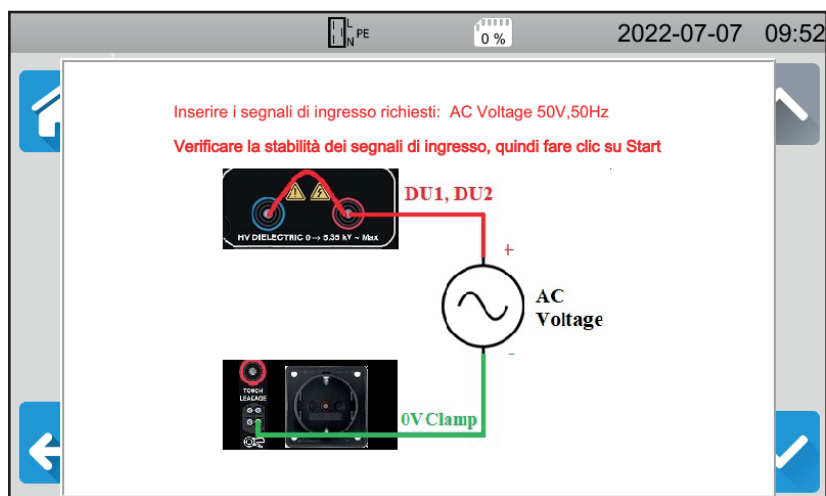 L
N PE
0 %
2022-07-07 09:52
Inserire i segnali di ingresso richiesti: AC Voltage 50V,50Hz
Verificare la stabilità dei segnali di ingresso, quindi fare clic su Start
DU1, DU2
HV DIELECTRIC 0 → 5.35 kV ~ Max
+
AC
Voltage
-
TOUCH
LEAKAGE
0V Clamp